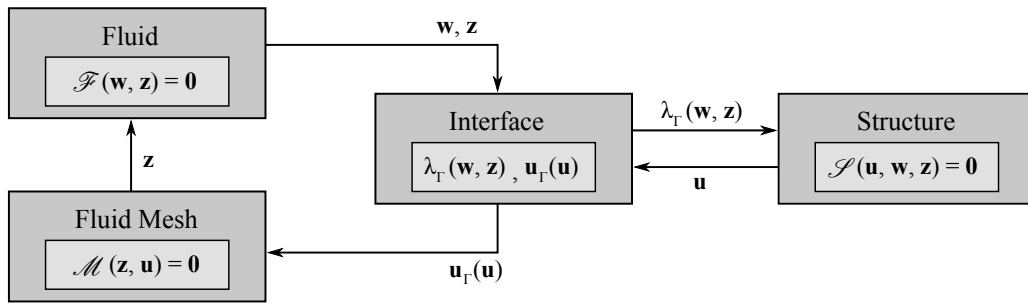 Fluid
ℱ(w, z) = 0
w, z
Interface
λ_Γ(w, z) , u_Γ(u)
λ_Γ(w, z)
u
Structure
𝒮(u, w, z) = 0
z
Fluid Mesh
ℳ(z, u) = 0
u_Γ(u)